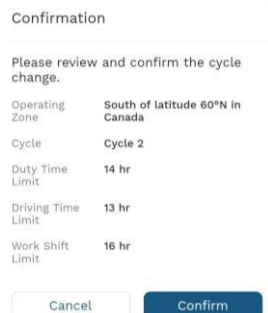 Confirmation
Please review and confirm the cycle
change.
Operating South of latitude 60°N in
Zone Canada
Cycle Cycle 2
Duty Time 14 hr
Limit
Driving Time 13 hr
Limit
Work Shift 16 hr
Limit
Cancel Confirm